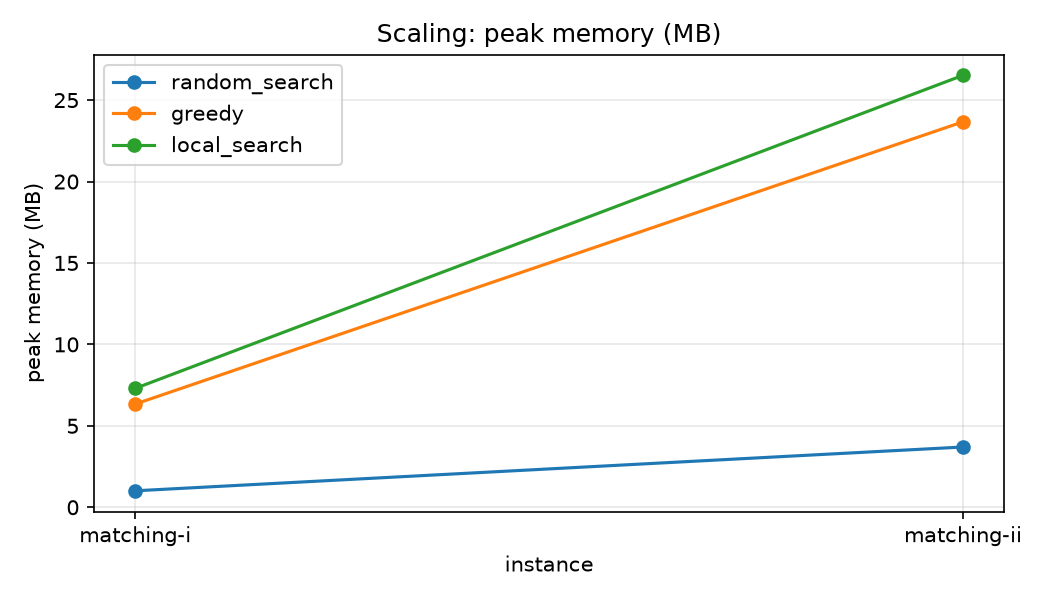 Scaling: peak memory (MB)
random_search
greedy
local_search
25
20
15
10
5
0
peak memory (MB)
matching-i
matching-ii
instance